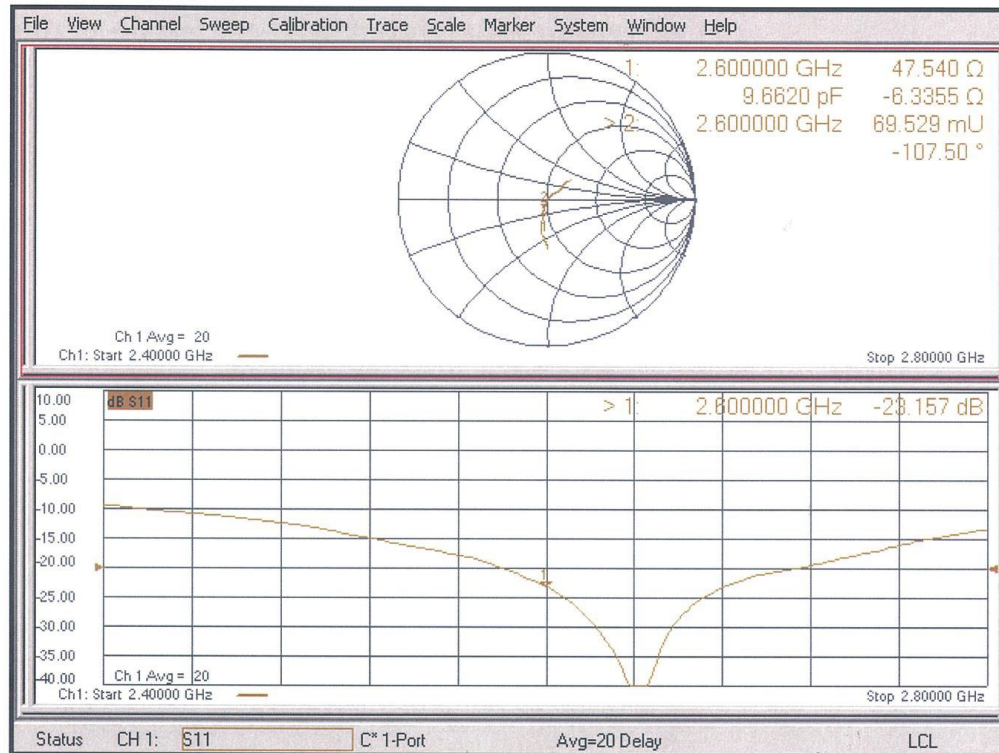 File View Channel Sweep Calibration Trace Scale Marker System Window Help
1: 2.600000 GHz 47.540 Ω
9.6620 pF -6.3355 Ω
> 2: 2.600000 GHz 69.529 mU
-107.50 °
Ch 1 Avg = 20
Ch1: Start 2.40000 GHz
Stop 2.80000 GHz
dB S11
> 1: 2.600000 GHz -23.157 dB
10.00
5.00
0.00
-5.00
-10.00
-15.00
-20.00
1
-25.00
-30.00
-35.00
-40.00
Ch 1 Avg = 20
Ch1: Start 2.40000 GHz
Stop 2.80000 GHz
Status CH 1: S11 C* 1-Port Avg=20 Delay LCL